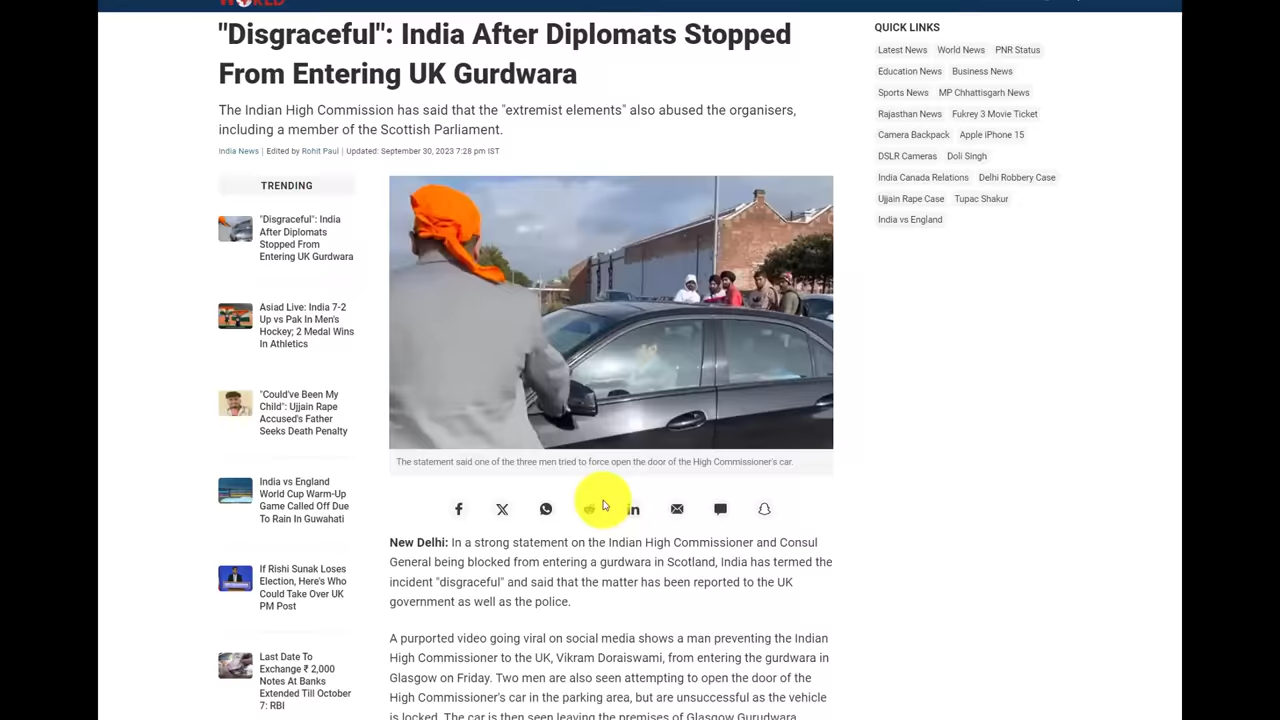 "Disgraceful": India After Diplomats Stopped
From Entering UK Gurdwara
The Indian High Commission has said that the "extremist elements" also abused the organisers,
including a member of the Scottish Parliament.
India News | Edited by Rohit Paul | Updated: September 30, 2023 7:28 pm IST
TRENDING
"Disgraceful": India
After Diplomats
Stopped From
Entering UK Gurdwara
Asiad Live: India 7-2
Up vs Pak In Men's
Hockey; 2 Medal Wins
In Athletics
"Could've Been My
Child": Ujjain Rape
Accused's Father
Seeks Death Penalty
India vs England
World Cup Warm-Up
Game Called Off Due
To Rain In Guwahati
If Rishi Sunak Loses
Election, Here's Who
Could Take Over UK
PM Post
Last Date To
Exchange ₹ 2,000
Notes At Banks
Extended Till October
7: RBI
The statement said one of the three men tried to force open the door of the High Commissioner's car.
New Delhi: In a strong statement on the Indian High Commissioner and Consul
General being blocked from entering a gurdwara in Scotland, India has termed the
incident "disgraceful" and said that the matter has been reported to the UK
government as well as the police.
A purported video going viral on social media shows a man preventing the Indian
High Commissioner to the UK, Vikram Doraiswami, from entering the gurdwara in
Glasgow on Friday. Two men are also seen attempting to open the door of the
High Commissioner's car in the parking area, but are unsuccessful as the vehicle
is locked. The car is then seen leaving the premises of Glasgow Gurudwara
QUICK LINKS
Latest News World News PNR Status
Education News Business News
Sports News MP Chhattisgarh News
Rajasthan News Fukrey 3 Movie Ticket
Camera Backpack Apple iPhone 15
DSLR Cameras Doli Singh
India Canada Relations Delhi Robbery Case
Ujjain Rape Case Tupac Shakur
India vs England